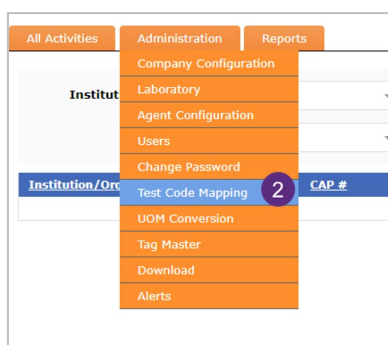 All Activities Administration Reports
Company Configuration
Institut
Laboratory
Agent Configuration
Users
Change Password
Institution/Oro Test Code Mapping 2 CAP #
UOM Conversion
Tag Master
Download
Alerts